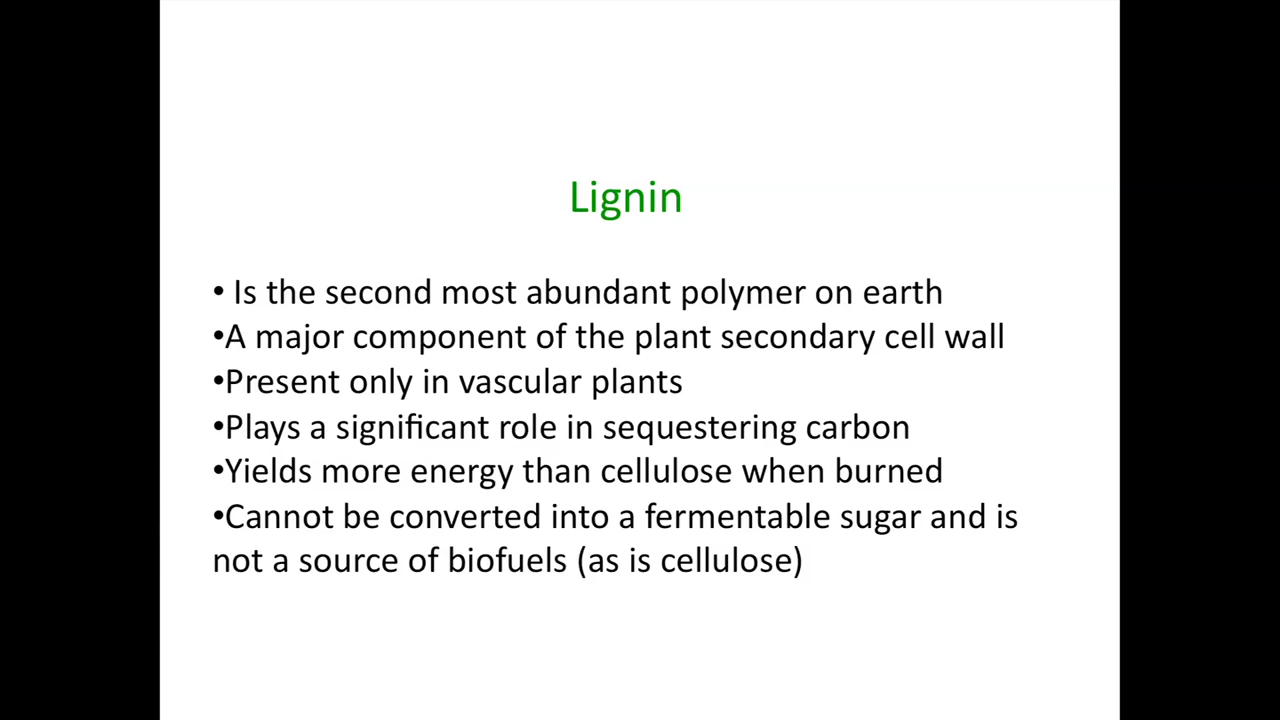 Lignin
• Is the second most abundant polymer on earth
•A major component of the plant secondary cell wall
•Present only in vascular plants
•Plays a significant role in sequestering carbon
•Yields more energy than cellulose when burned
•Cannot be converted into a fermentable sugar and is
not a source of biofuels (as is cellulose)